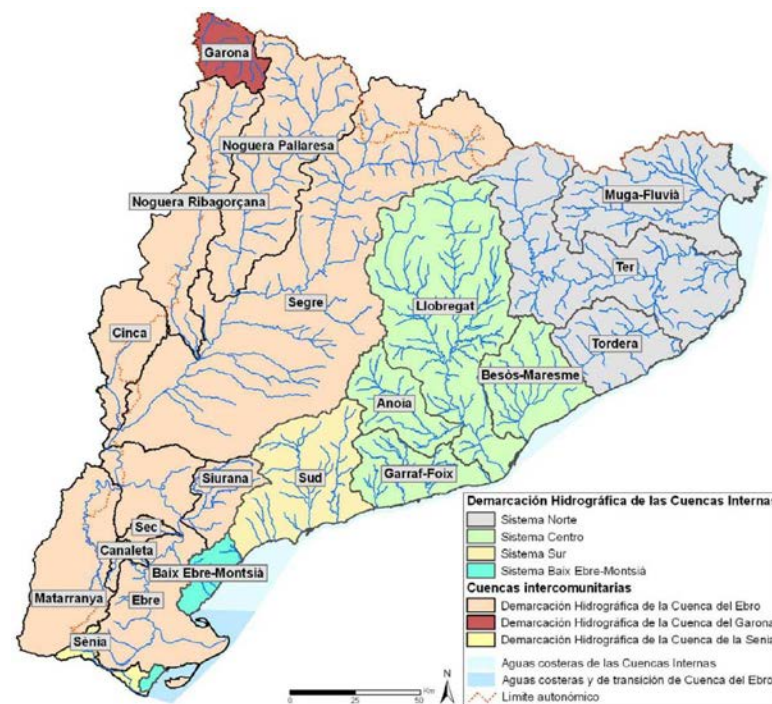 Garona
Noguera Pallaresa
Muga-Fluvià
Noguera Ribagorçana
Ter
Segre
Llobregat
Cinca
Tordera
Besòs-Maresme
Anoia
Siurana
Sud
Garraf-Foix
Sec
Canaleta
Baix Ebre-Montsià
Matarranya
Ebre
Sénia
Demarcación Hidrográfica de las Cuencas Internas
Sistema Norte
Sistema Centro
Sistema Sur
Sistema Baix Ebre-Montsià
Cuencas intercomunitarias
Demarcación Hidrográfica de la Cuenca del Ebro
Demarcación Hidrográfica de la Cuenca del Garona
Demarcación Hidrográfica de la Cuenca de la Senia
Aguas costeras de las Cuencas Internas
Aguas costeras y de transición de Cuenca del Ebro
Límite autonómico
N
Km
0 25 50